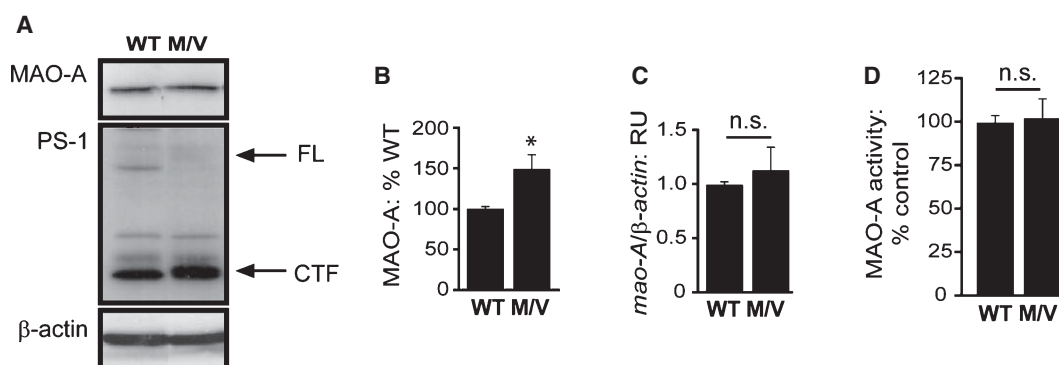 A
WT M/V
MAO-A
PS-1
FL
CTF
β-actin
B
MAO-A: % WT
200
150
100
50
0
*
WT M/V
C
mao-A/β-actin: RU
1.5
1.0
0.5
0
n.s.
WT M/V
D
MAO-A activity:
% control
125
100
75
50
25
0
n.s.
WT M/V